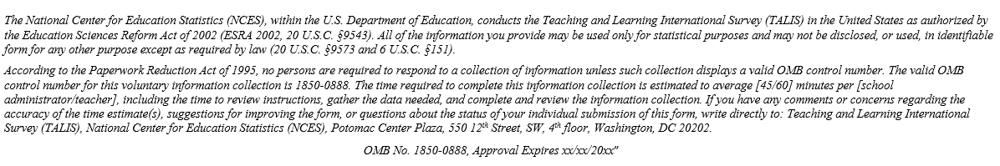 The National Center for Education Statistics (NCES), within the U.S. Department of Education, conducts the Teaching and Learning International Survey (TALIS) in the United States as authorized by
the Education Sciences Reform Act of 2002 (ESRA 2002, 20 U.S.C. §9543). All of the information you provide may be used only for statistical purposes and may not be disclosed, or used, in identifiable
form for any other purpose except as required by law (20 U.S.C. §9573 and 6 U.S.C. §151).
According to the Paperwork Reduction Act of 1995, no persons are required to respond to a collection of information unless such collection displays a valid OMB control number. The valid OMB
control number for this voluntary information collection is 1850-0888. The time required to complete this information collection is estimated to average [45/60] minutes per [school
administrator/teacher], including the time to review instructions, gather the data needed, and complete and review the information collection. If you have any comments or concerns regarding the
accuracy of the time estimate(s), suggestions for improving the form, or questions about the status of your individual submission of this form, write directly to: Teaching and Learning International
Survey (TALIS), National Center for Education Statistics (NCES), Potomac Center Plaza, 550 12th Street, SW, 4th floor, Washington, DC 20202.
OMB No. 1850-0888, Approval Expires xx/xx/20xx"